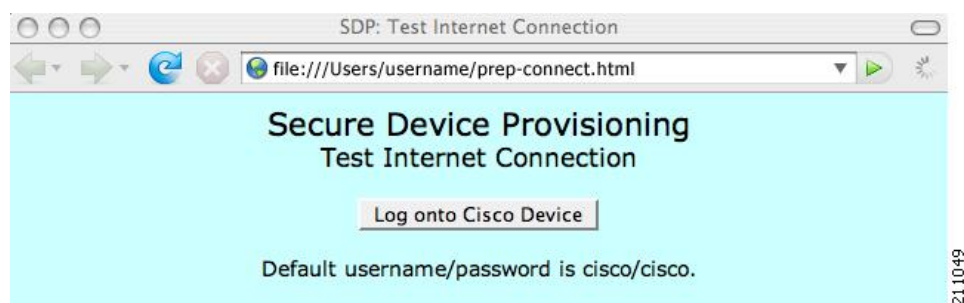 SDP: Test Internet Connection
file:///Users/username/prep-connect.html
Secure Device Provisioning
Test Internet Connection
Log onto Cisco Device
Default username/password is cisco/cisco.
211049